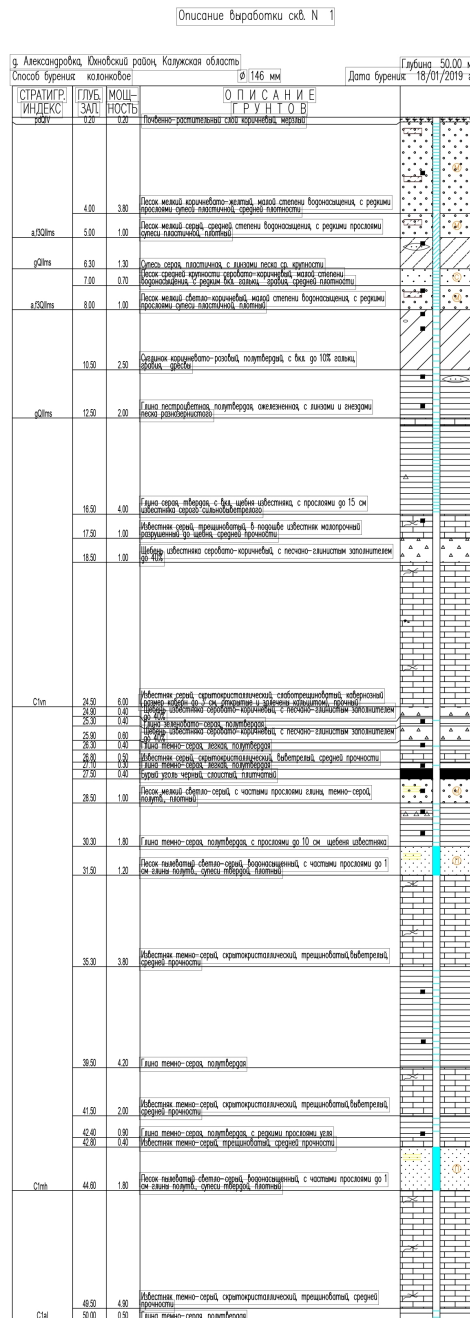 Описание выработки скв. N 1
д. Александровка, Юхновский район, Калужская область
Глубина 50.00 м
Способ бурения: колонковое
Ø 146 мм
Дата бурения: 18/01/2019 г.
СТРАТИГР. ИНДЕКС
ГЛУБ. ЗАЛ.
МОЩ-НОСТЬ
О П И С А Н И Е
Г Р У Н Т О В
pdQIV 0.20 0.20 Почвенно-растительный слой коричневый, мерзлый
Песок мелкий коричневато-желтый, малой степени водонасыщения, с редкими
4.00 3.80 прослоями супеси пластичной, средней плотности
Песок мелкий серый, средней степени водонасыщения, с редкими прослоями
a,f3QIIms 5.00 1.00 супеси пластичной, плотный
gQIIms 6.30 1.30 Супесь серая, пластичная, с линзами песка ср. крупности
Песок средней крупности серовато-коричневый, малой степени
7.00 0.70 водонасыщения, с редким вкл. гальки, гравия, средней плотности
Песок мелкий светло-коричневый, малой степени водонасыщения, с редкими
a,f3QIIms 8.00 1.00 прослоями супеси пластичной, плотный
Суглинок коричневато-розовый, полутвердый, с вкл. до 10% гальки,
10.50 2.50 гравия, дресвы
Глина пестроцветная, полутвердая, ожелезненная, с линзами и гнездами
gQIIms 12.50 2.00 песка разнозернистого
Глина серая, твердая, с вкл. щебня известняка, с прослоями до 15 см
16.50 4.00 известняка серого сильновыветрелого
Известняк серый, трещиноватый, в подошве известняк малопрочный
17.50 1.00 разрушенный до щебня, средней прочности
Щебень известняка серовато-коричневый, с песчано-глинистым заполнителем
18.50 1.00 до 40%
Известняк серый, скрытокристаллический, слаботрещиноватый, кавернозный
C1vn 24.50 6.00 (размер каверн до 3 см, открытые и залечены кальцитом), прочный
Щебень известняка серовато-коричневый, с песчано-глинистым заполнителем
24.90 0.40 до 40%
25.30 0.40 Глина зеленовато-серая, полутвердая
Щебень известняка серовато-коричневый, с песчано-глинистым заполнителем
25.90 0.60 до 40%
26.30 0.40 Глина темно-серая, легкая, полутвердая
26.80 0.50 Известняк серый, скрытокристаллический, выветрелый, средней прочности
27.10 0.30 Глина темно-серая, легкая, полутвердая
27.50 0.40 Бурый уголь черный, слоистый, плитчатый
Песок мелкий светло-серый, с частыми прослоями глины, темно-серой,
28.50 1.00 полутв., плотный
30.30 1.80 Глина темно-серая, полутвердая, с прослоями до 10 см щебеня известняка
Песок пылеватый светло-серый, водонасыщенный, с частыми прослоями до 1
31.50 1.20 см глины полутв., супеси твердой, плотный
Известняк темно-серый, скрытокристаллический, трещиноватый, выветрелый,
35.30 3.80 средней прочности
39.50 4.20 Глина темно-серая, полутвердая
Известняк темно-серый, скрытокристаллический, трещиноватый, выветрелый,
41.50 2.00 средней прочности
42.40 0.90 Глина темно-серая, полутвердая, с редкими прослоями угля
42.80 0.40 Известняк темно-серый, трещиноватый, средней прочности
Песок пылеватый светло-серый, водонасыщенный, с частыми прослоями до 1
C1mh 44.60 1.80 см глины полутв., супеси твердой, плотный
Известняк темно-серый, скрытокристаллический, трещиноватый, средней
49.50 4.90 прочности
C1al 50.00 0.50 Глина темно-серая, полутвердая